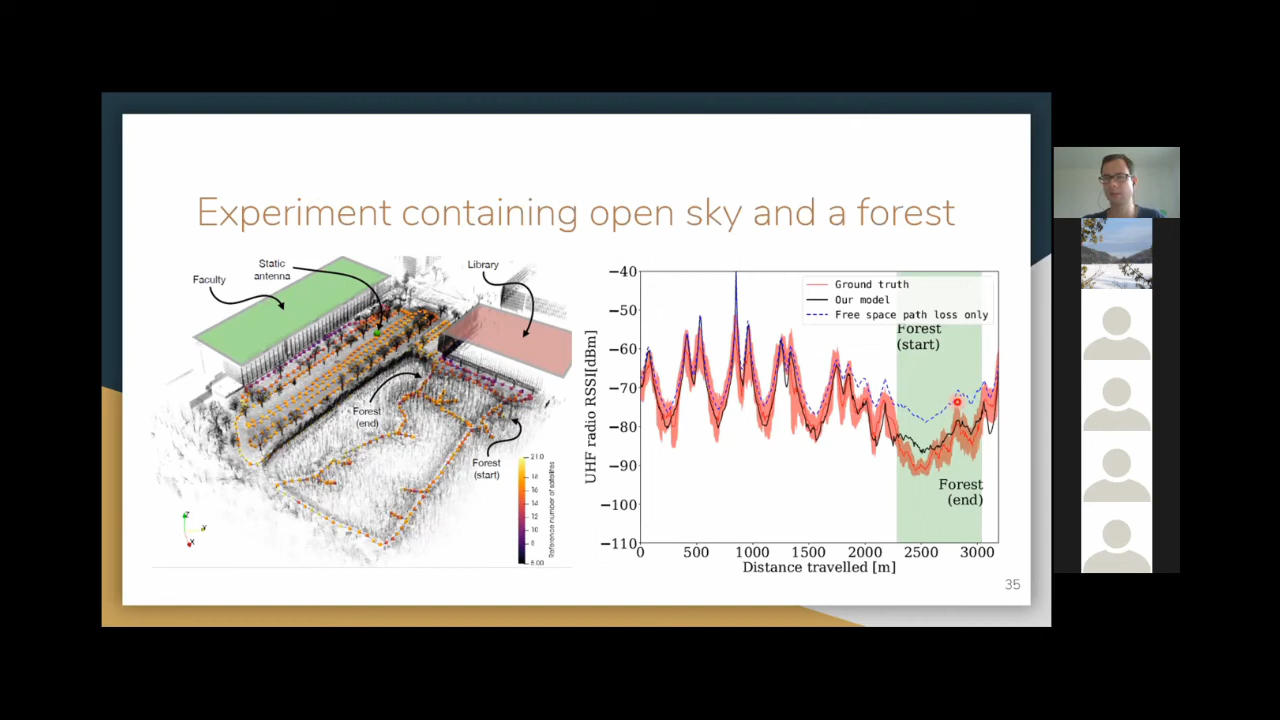 Experiment containing open sky and a forest
Faculty
Static
antenna
Library
Forest
(end)
Forest
(start)
21.0
18
16
14
12
10
8
6.00
Reference number of satellites
Z
Y
X
UHF radio RSSI[dBm]
−40
−50
−60
−70
−80
−90
−100
−110
Ground truth
Our model
Free space path loss only
Forest
(start)
Forest
(end)
0 500 1000 1500 2000 2500 3000
Distance travelled [m]
35